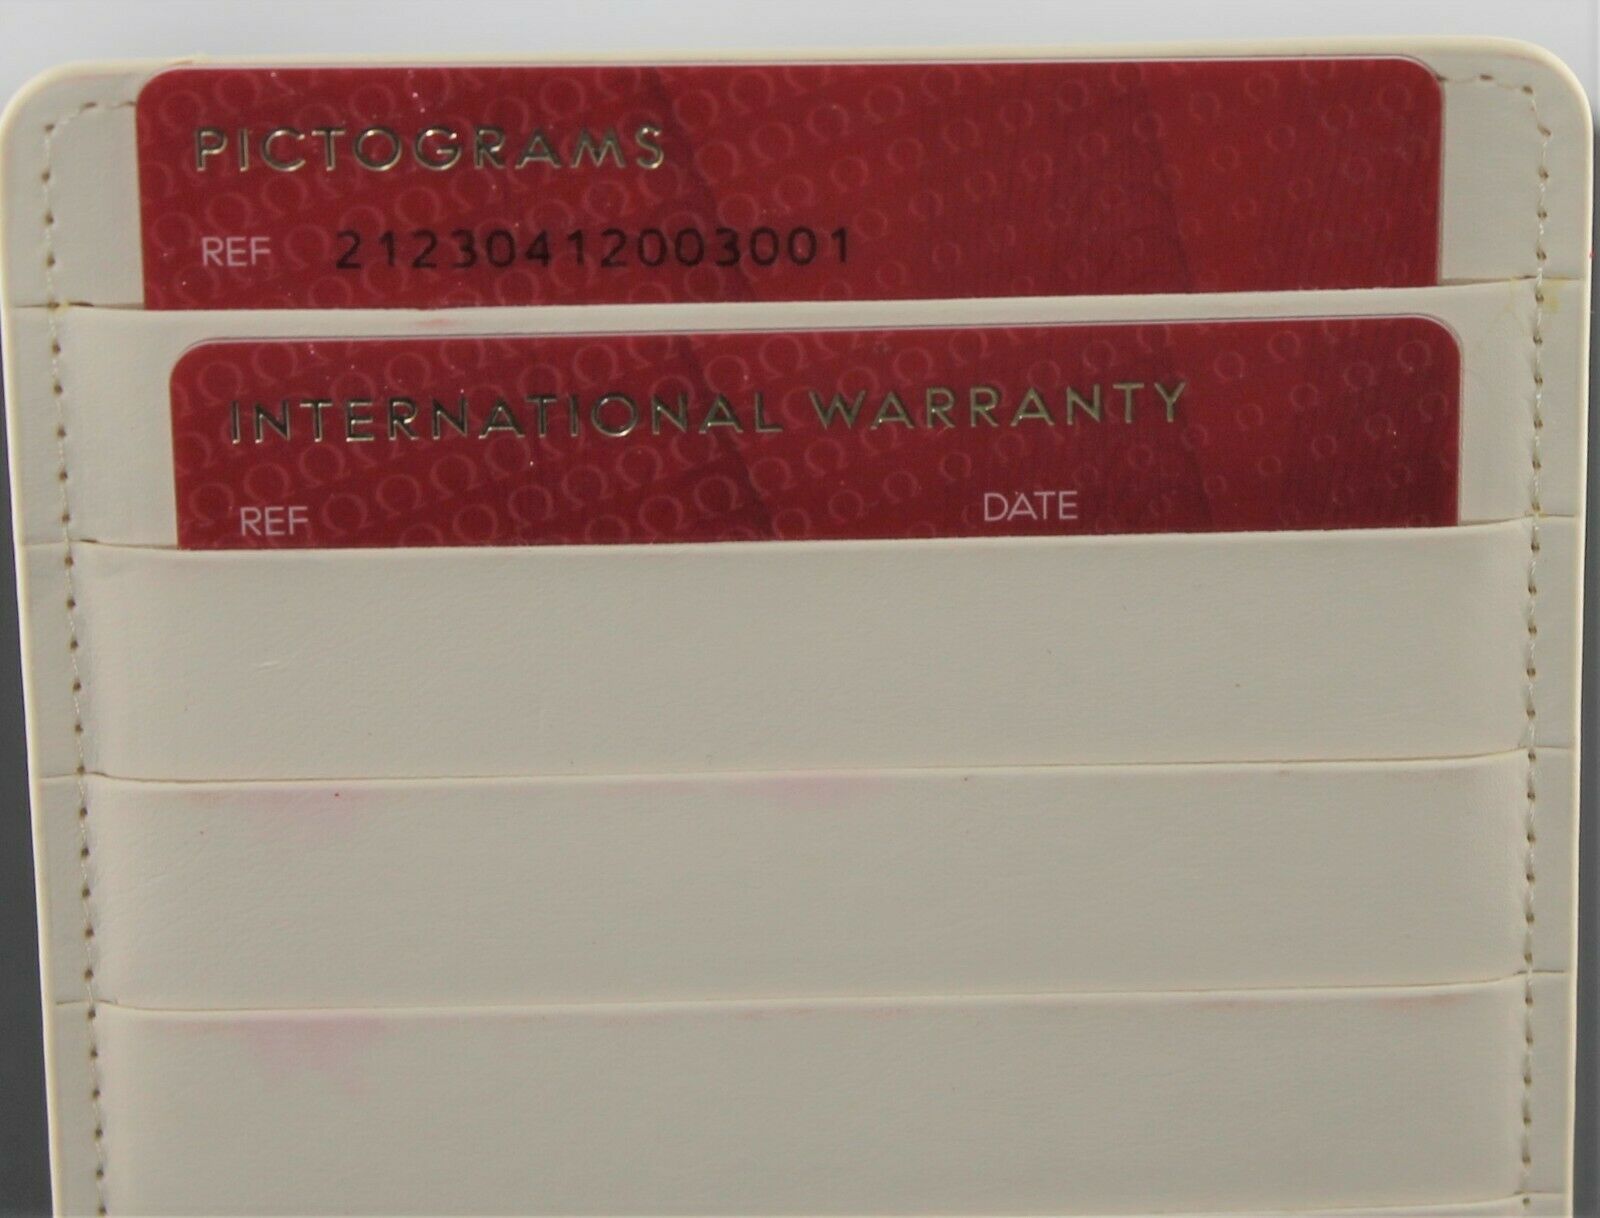 PICTOGRAMS
REF 21230412003001
INTERNATIONAL WARRANTY
REF DATE